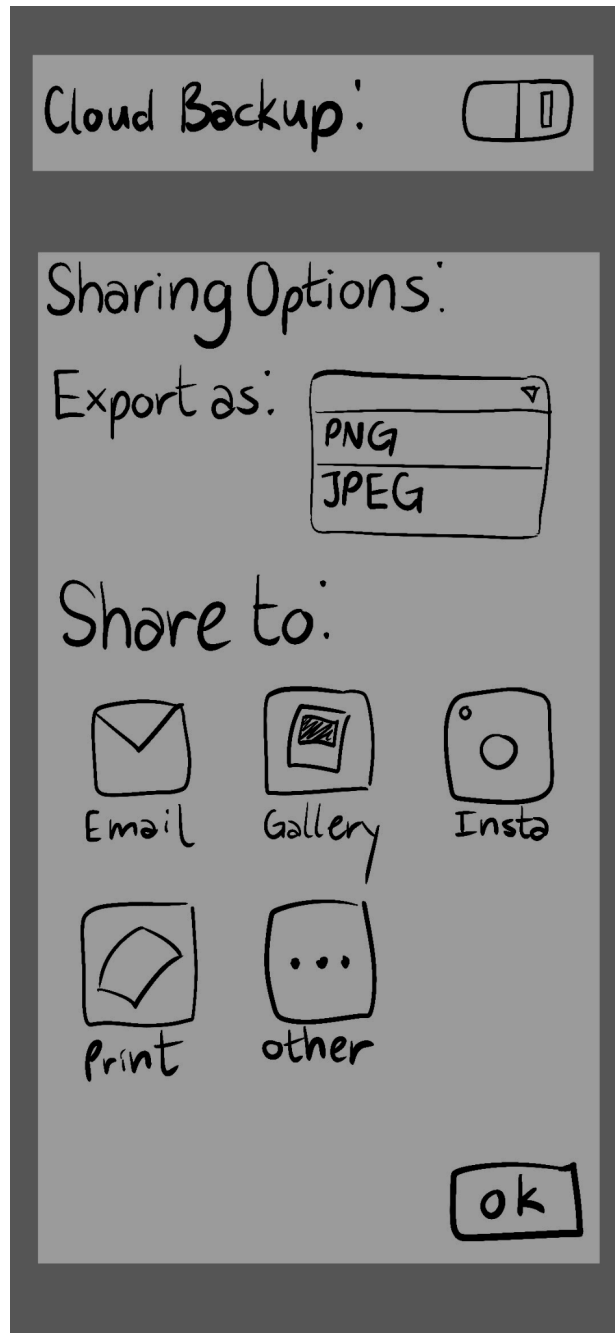 Cloud Backup:
Sharing Options:
Export as:
PNG
JPEG
Share to:
Email Gallery Insta
Print other
ok